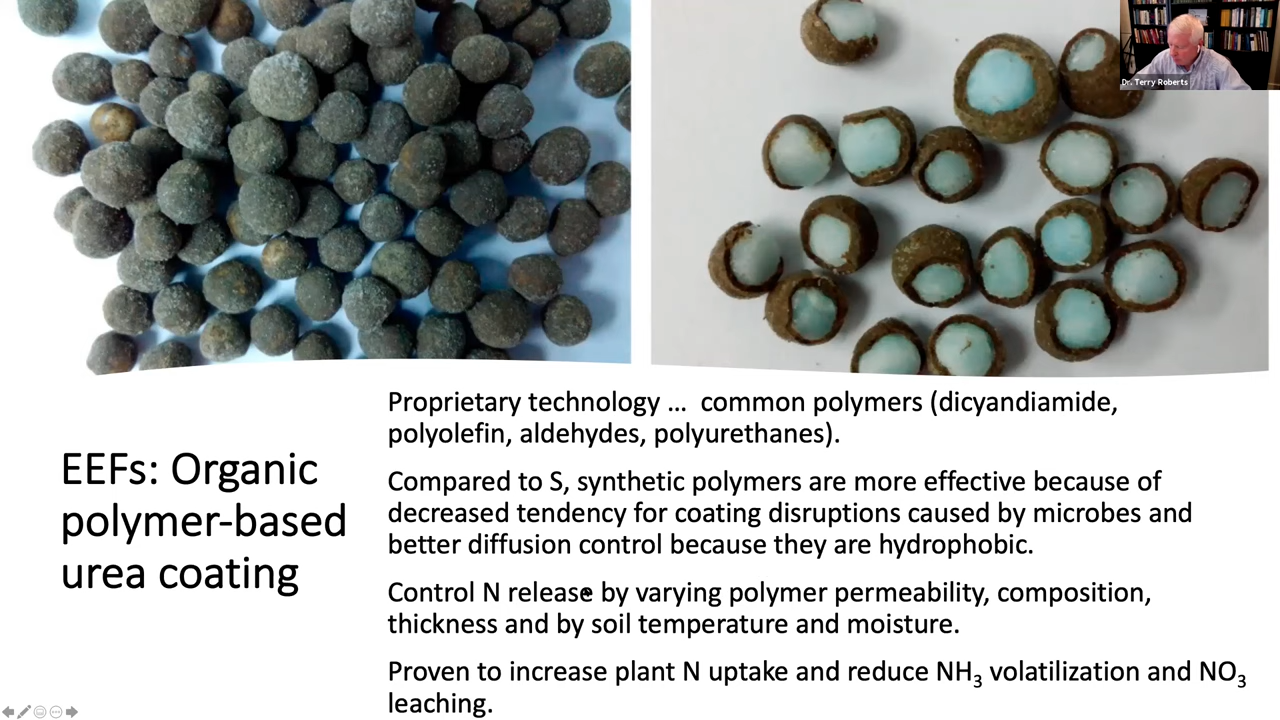 Dr. Terry Roberts
EEFs: Organic
polymer-based
urea coating
Proprietary technology ...  common polymers (dicyandiamide,
polyolefin, aldehydes, polyurethanes).
Compared to S, synthetic polymers are more effective because of
decreased tendency for coating disruptions caused by microbes and
better diffusion control because they are hydrophobic.
Control N release by varying polymer permeability, composition,
thickness and by soil temperature and moisture.
Proven to increase plant N uptake and reduce NH₃ volatilization and NO₃
leaching.